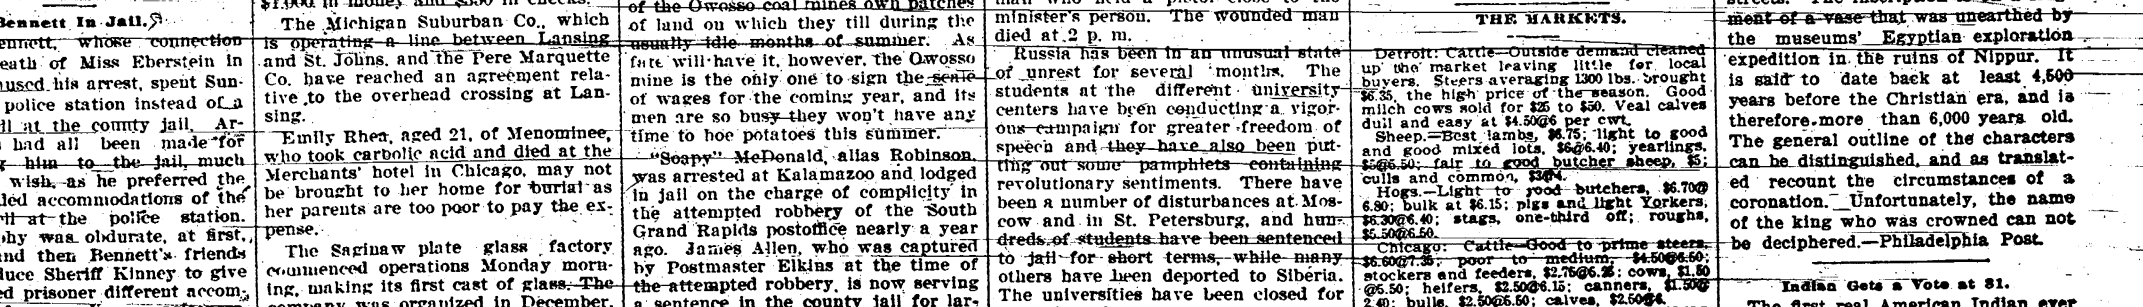 Bennett In Jail.
ennett, whose connection
eath of Miss Eberstein in
used his arrest, spent Sun-
police station instead of a
ll at the county jail. Ar-
had all been made for
him to the jail, much
wish, as he preferred the
led accommodations of the
at the police station.
phy was obdurate, at first,
nd then Bennett's friends
duce Sheriff Kinney to give
ed prisoner different accom-
$1,000 in money and $350 in checks.
The Michigan Suburban Co., which
is operating a line between Lansing
and St. Johns, and the Pere Marquette
Co. have reached an agreement rela-
tive to the overhead crossing at Lan-
sing.
Emily Rhea, aged 21, of Menominee,
who took carbolic acid and died at the
Merchants' hotel in Chicago, may not
be brought to her home for burial as
her parents are too poor to pay the ex-
pense.
The Saginaw plate glass factory
commenced operations Monday morn-
ing, making its first cast of glass. The
company was organized in December,
of the Owosso coal mines own patches
of land on which they till during the
usually idle months of summer. As
fate will have it, however, the Owosso
mine is the only one to sign the scale
of wages for the coming year, and its
men are so busy they won't have any
time to hoe potatoes this summer.
"Soapy" McDonald, alias Robinson,
was arrested at Kalamazoo and lodged
in jail on the charge of complicity in
the attempted robbery of the South
Grand Rapids postoffice nearly a year
ago. James Allen, who was captured
by Postmaster Elkins at the time of
the attempted robbery, is now serving
a sentence in the county jail for lar-
minister's person. The wounded man
died at 2 p. m.
Russia has been in an unusual state
of unrest for several months. The
students at the different university
centers have been conducting a vigor-
ous campaign for greater freedom of
speech and they have also been put-
ting out some pamphlets containing
revolutionary sentiments. There have
been a number of disturbances at Mos-
cow and in St. Petersburg, and hun-
dreds of students have been sentenced
to jail for short terms, while many
others have been deported to Siberia.
The universities have been closed for
THE MARKETS.
Detroit: Cattle—Outside demand cleaned
up the market leaving little for local
buyers. Steers averaging 1300 lbs. brought
$6.35, the high price of the season. Good
milch cows sold for $25 to $50. Veal calves
dull and easy at $4.50@6 per cwt.
Sheep.—Best lambs, $6.75; light to good
and good mixed lots, $6@6.40; yearlings,
$5@6.50; fair to good butcher sheep, $5;
culls and common, $3@4.
Hogs.—Light to good butchers, $6.70@
6.80; bulk at $6.15; pigs and light Yorkers,
$6.30@6.40; stags, one-third off; roughs,
$5.50@6.50.
Chicago: Cattle—Good to prime steers,
$6.60@7.35; poor to medium, $4.50@6.50;
stockers and feeders, $2.75@5.25; cows, $1.50
@5.50; heifers, $2.50@6.15; canners, $1.50@
2.40; bulls, $2.50@5.50; calves,
ment of a vase that was unearthed by
the museums' Egyptian exploration
expedition in the ruins of Nippur. It
is said to date back at least 4,500
years before the Christian era, and is
therefore more than 6,000 years old.
The general outline of the characters
can be distinguished, and as translat-
ed recount the circumstances of a
coronation. Unfortunately, the name
of the king who was crowned can not
be deciphered.—Philadelphia Post.
Indian Gets a Vote at 81.
The first real American Indian ever